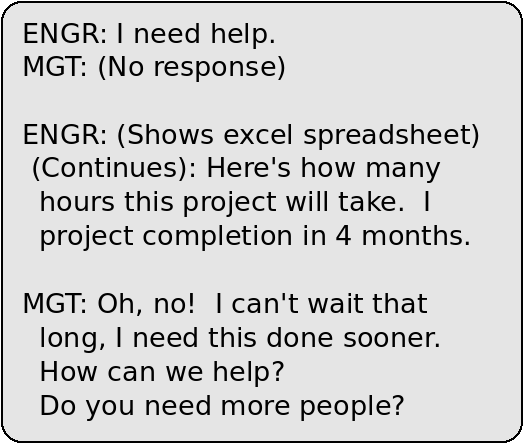 ENGR: I need help.
MGT: (No response)
ENGR: (Shows excel spreadsheet)
(Continues): Here's how many
hours this project will take.  I
project completion in 4 months.
MGT: Oh, no!  I can't wait that
long, I need this done sooner.
How can we help?
Do you need more people?